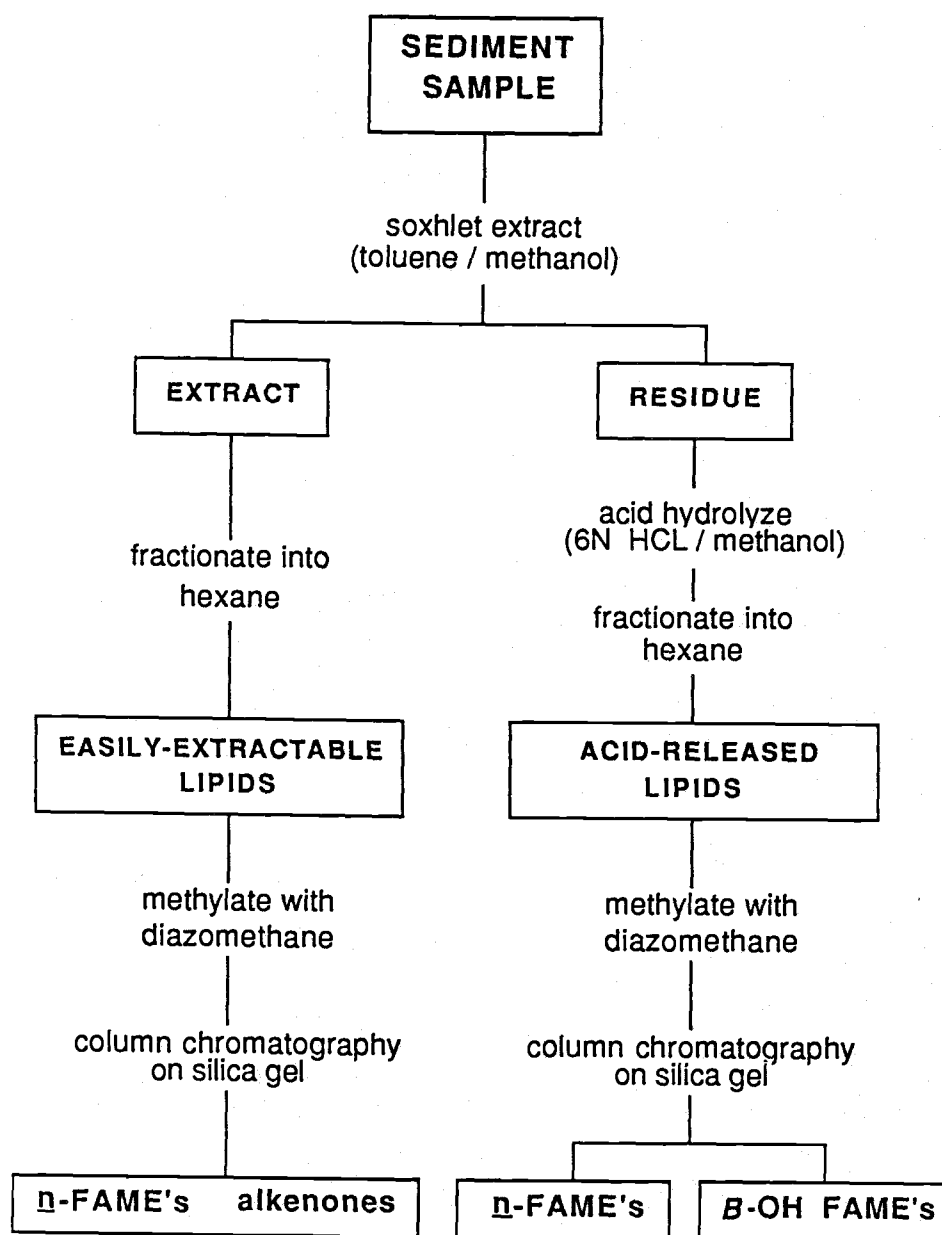 SEDIMENT
SAMPLE
soxhlet extract
(toluene / methanol)
EXTRACT
RESIDUE
fractionate into
hexane
acid hydrolyze
(6N HCL / methanol)
fractionate into
hexane
EASILY-EXTRACTABLE
LIPIDS
ACID-RELEASED
LIPIDS
methylate with
diazomethane
methylate with
diazomethane
column chromatography
on silica gel
column chromatography
on silica gel
n-FAME's alkenones
n-FAME's
B-OH FAME's